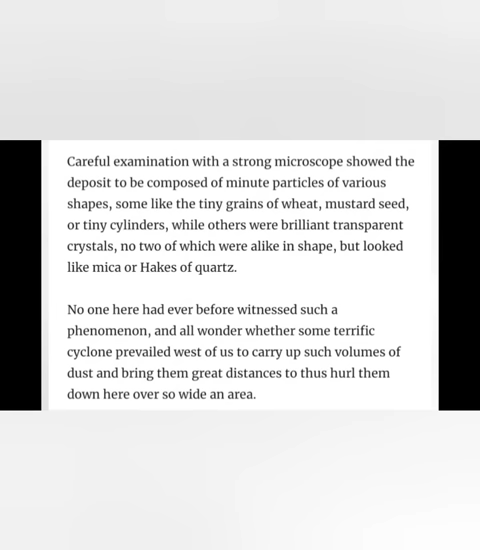 Careful examination with a strong microscope showed the
deposit to be composed of minute particles of various
shapes, some like the tiny grains of wheat, mustard seed,
or tiny cylinders, while others were brilliant transparent
crystals, no two of which were alike in shape, but looked
like mica or Hakes of quartz.
No one here had ever before witnessed such a
phenomenon, and all wonder whether some terrific
cyclone prevailed west of us to carry up such volumes of
dust and bring them great distances to thus hurl them
down here over so wide an area.